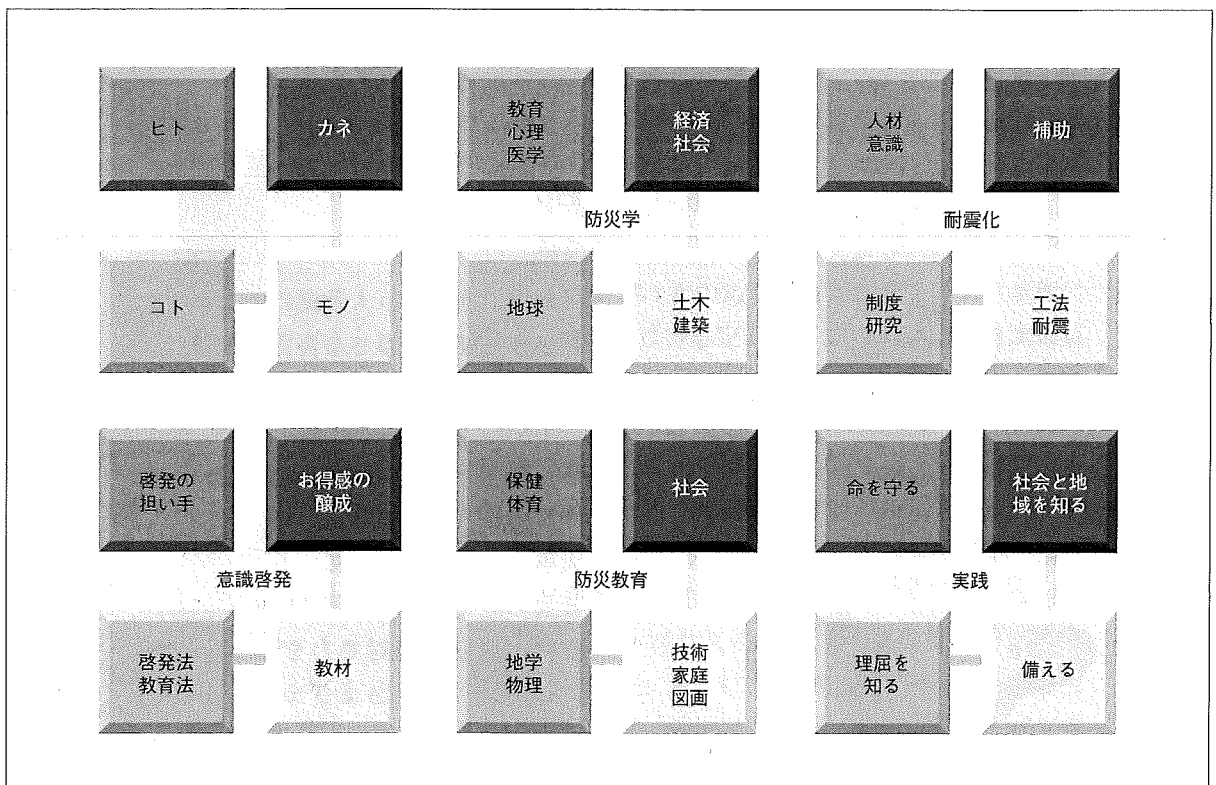 ヒト
カネ
コト
モノ
教育
心理
医学
経済
社会
防災学
地球
土木
建築
人材
意識
補助
耐震化
制度
研究
工法
耐震
啓発の
担い手
お得感の
醸成
意識啓発
啓発法
教育法
教材
保健
体育
社会
防災教育
地学
物理
技術
家庭
図画
命を守る
社会と地
域を知る
実践
理屈を
知る
備える